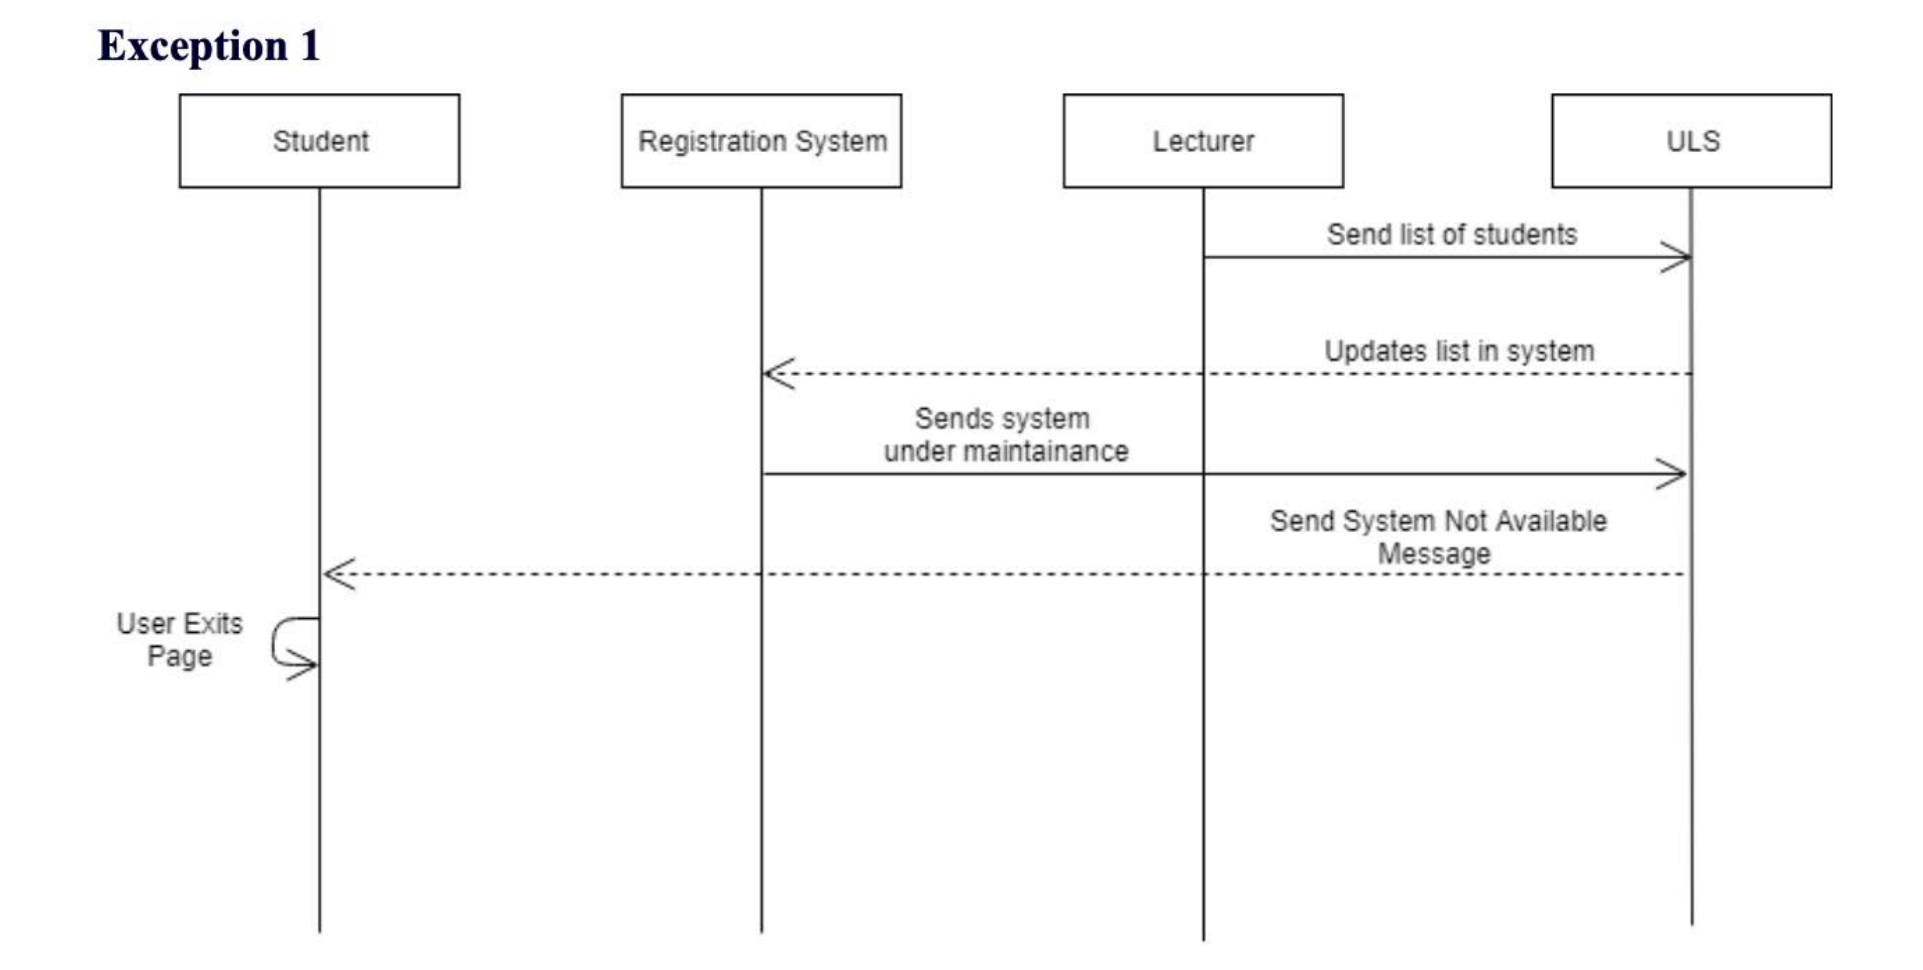 Exception 1
Student
Registration System
Lecturer
ULS
Send list of students
Updates list in system
Sends system
under maintainance
Send System Not Available
Message
User Exits
Page